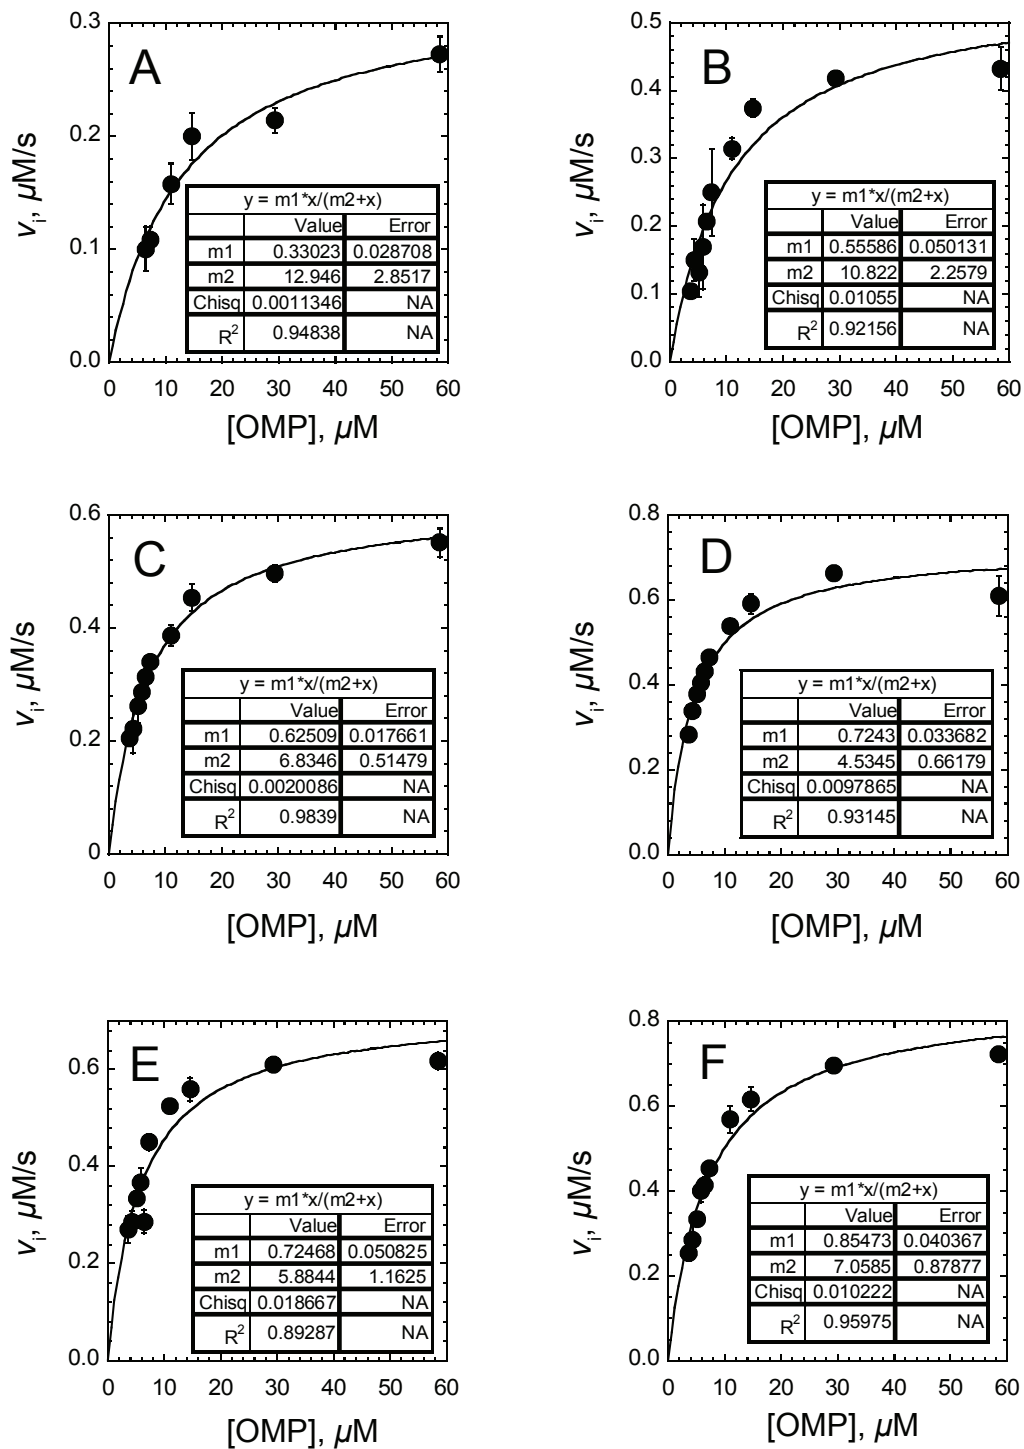 A
0.3
0.2
0.1
0.0
vᵢ, µM/s
y = m1*x/(m2+x)
Value Error
m1 0.33023 0.028708
m2 12.946 2.8517
Chisq 0.0011346 NA
R² 0.94838 NA
0 10 20 30 40 50 60
[OMP], µM
B
0.5
0.4
0.3
0.2
0.1
0.0
vᵢ, µM/s
y = m1*x/(m2+x)
Value Error
m1 0.55586 0.050131
m2 10.822 2.2579
Chisq 0.01055 NA
R² 0.92156 NA
0 10 20 30 40 50 60
[OMP], µM
C
0.6
0.4
0.2
0
vᵢ, µM/s
y = m1*x/(m2+x)
Value Error
m1 0.62509 0.017661
m2 6.8346 0.51479
Chisq 0.0020086 NA
R² 0.9839 NA
0 10 20 30 40 50 60
[OMP], µM
D
0.8
0.6
0.4
0.2
0.0
vᵢ, µM/s
y = m1*x/(m2+x)
Value Error
m1 0.7243 0.033682
m2 4.5345 0.66179
Chisq 0.0097865 NA
R² 0.93145 NA
0 10 20 30 40 50 60
[OMP], µM
E
0.6
0.4
0.2
0.0
vᵢ, µM/s
y = m1*x/(m2+x)
Value Error
m1 0.72468 0.050825
m2 5.8844 1.1625
Chisq 0.018667 NA
R² 0.89287 NA
0 10 20 30 40 50 60
[OMP], µM
F
0.8
0.6
0.4
0.2
0.0
vᵢ, µM/s
y = m1*x/(m2+x)
Value Error
m1 0.85473 0.040367
m2 7.0585 0.87877
Chisq 0.010222 NA
R² 0.95975 NA
0 10 20 30 40 50 60
[OMP], µM